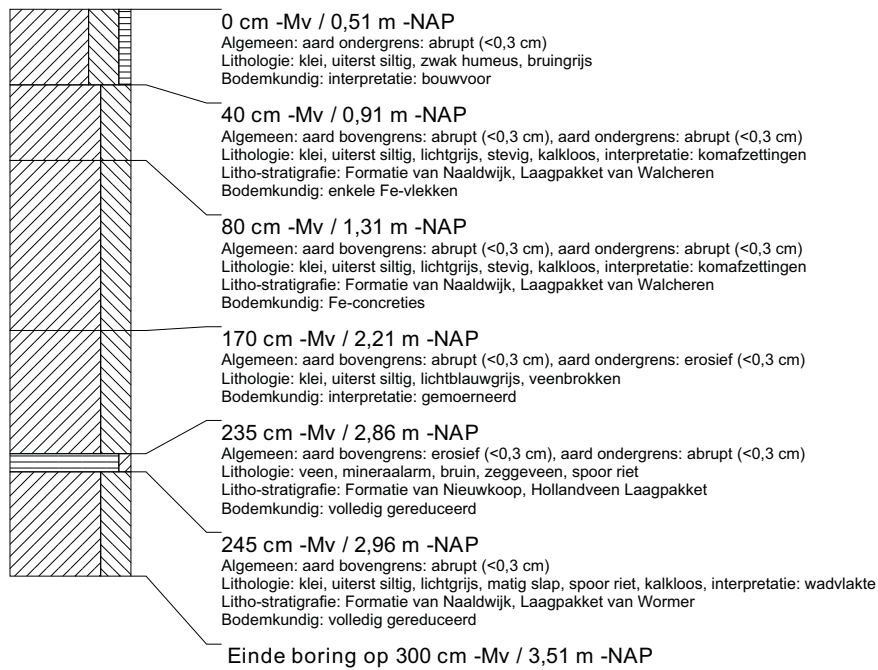 0 cm -Mv / 0,51 m -NAP
Algemeen: aard ondergrens: abrupt (<0,3 cm)
Lithologie: klei, uiterst siltig, zwak humeus, bruingrijs
Bodemkundig: interpretatie: bouwvoor
40 cm -Mv / 0,91 m -NAP
Algemeen: aard bovengrens: abrupt (<0,3 cm), aard ondergrens: abrupt (<0,3 cm)
Lithologie: klei, uiterst siltig, lichtgrijs, stevig, kalkloos, interpretatie: komafzettingen
Litho-stratigrafie: Formatie van Naaldwijk, Laagpakket van Walcheren
Bodemkundig: enkele Fe-vlekken
80 cm -Mv / 1,31 m -NAP
Algemeen: aard bovengrens: abrupt (<0,3 cm), aard ondergrens: abrupt (<0,3 cm)
Lithologie: klei, uiterst siltig, lichtgrijs, stevig, kalkloos, interpretatie: komafzettingen
Litho-stratigrafie: Formatie van Naaldwijk, Laagpakket van Walcheren
Bodemkundig: Fe-concreties
170 cm -Mv / 2,21 m -NAP
Algemeen: aard bovengrens: abrupt (<0,3 cm), aard ondergrens: erosief (<0,3 cm)
Lithologie: klei, uiterst siltig, lichtblauwgrijs, veenbrokken
Bodemkundig: interpretatie: gemoerneerd
235 cm -Mv / 2,86 m -NAP
Algemeen: aard bovengrens: erosief (<0,3 cm), aard ondergrens: abrupt (<0,3 cm)
Lithologie: veen, mineraalarm, bruin, zeggeveen, spoor riet
Litho-stratigrafie: Formatie van Nieuwkoop, Hollandveen Laagpakket
Bodemkundig: volledig gereduceerd
245 cm -Mv / 2,96 m -NAP
Algemeen: aard bovengrens: abrupt (<0,3 cm)
Lithologie: klei, uiterst siltig, lichtgrijs, matig slap, spoor riet, kalkloos, interpretatie: wadvlakte
Litho-stratigrafie: Formatie van Naaldwijk, Laagpakket van Wormer
Bodemkundig: volledig gereduceerd
Einde boring op 300 cm -Mv / 3,51 m -NAP